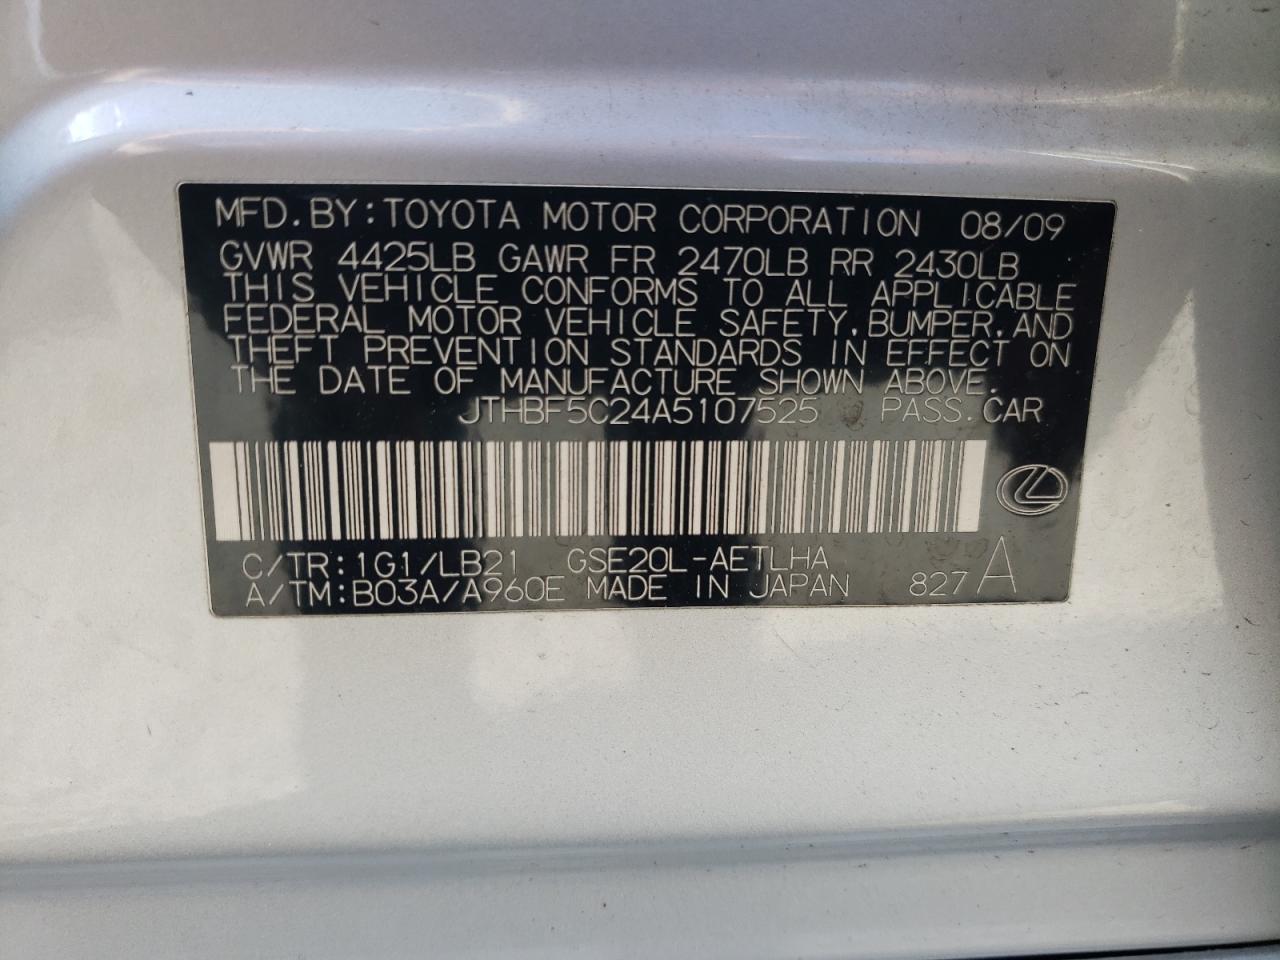 MFD.BY:TOYOTA MOTOR CORPORATION 08/09
GVWR 4425LB GAWR FR 2470LB RR 2430LB
THIS VEHICLE CONFORMS TO ALL APPLICABLE
FEDERAL MOTOR VEHICLE SAFETY,BUMPER,AND
THEFT PREVENTION STANDARDS IN EFFECT ON
THE DATE OF MANUFACTURE SHOWN ABOVE.
JTHBF5C24A5107525 PASS.CAR
C/TR:1G1/LB21 GSE20L-AETLHA
A/TM:B03A/A960E MADE IN JAPAN 827A